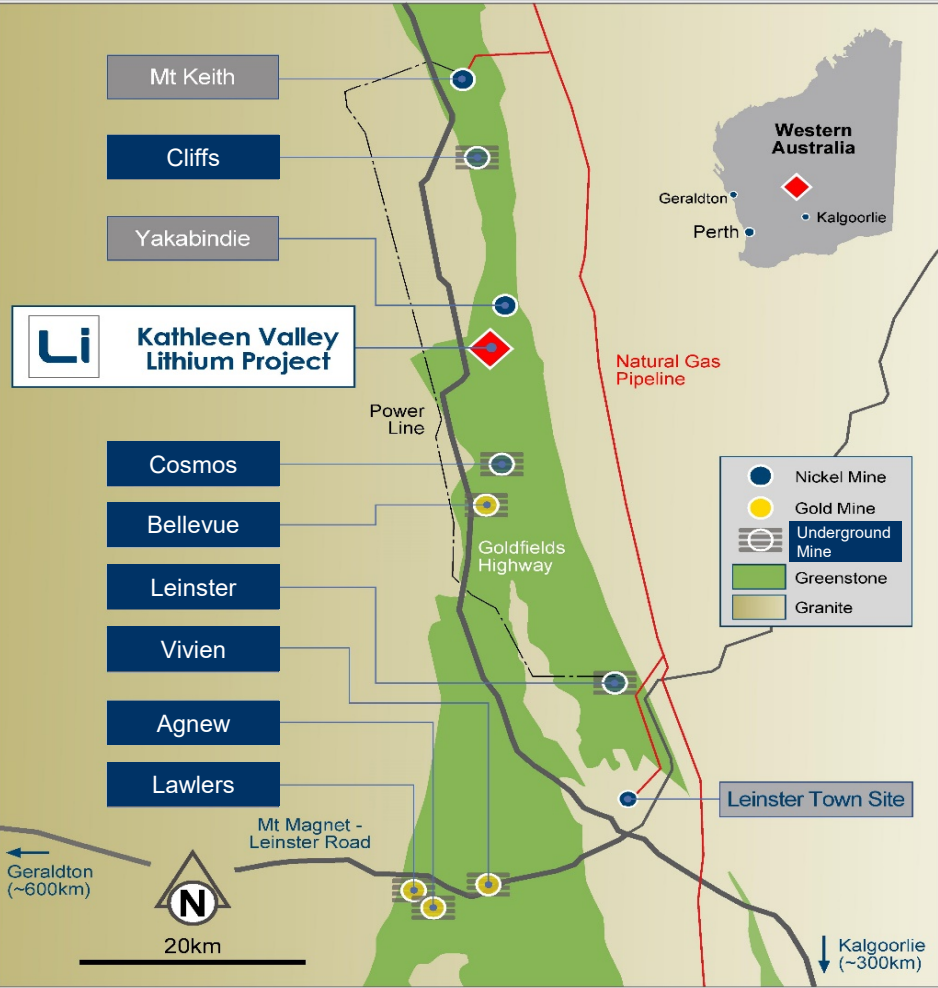 Mt Keith
Cliffs
Yakabindie
Li
Kathleen Valley
Lithium Project
Cosmos
Bellevue
Leinster
Vivien
Agnew
Lawlers
Power
Line
Goldfields
Highway
Natural Gas
Pipeline
Western
Australia
Geraldton
Kalgoorlie
Perth
Nickel Mine
Gold Mine
Underground
Mine
Greenstone
Granite
Leinster Town Site
Mt Magnet -
Leinster Road
Geraldton
(~600km)
N
20km
Kalgoorlie
(~300km)